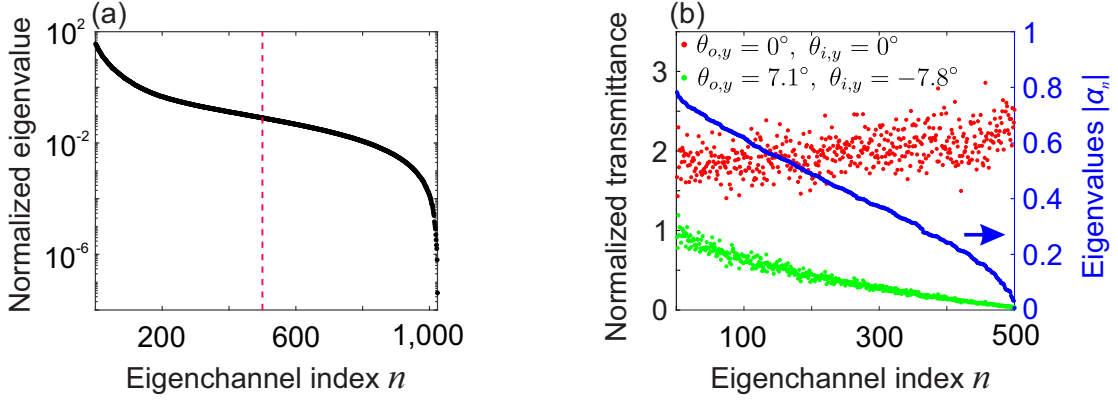 (a)
10²
10⁻²
10⁻⁶
200
600
1,000
Normalized eigenvalue
Eigenchannel index n
(b)
θₒ,ᵧ = 0°, θᵢ,ᵧ = 0°
θₒ,ᵧ = 7.1°, θᵢ,ᵧ = −7.8°
3
2
1
0
100
300
500
1
0.8
0.6
0.4
0.2
0
Normalized transmittance
Eigenvalues |αₙ|
Eigenchannel index n